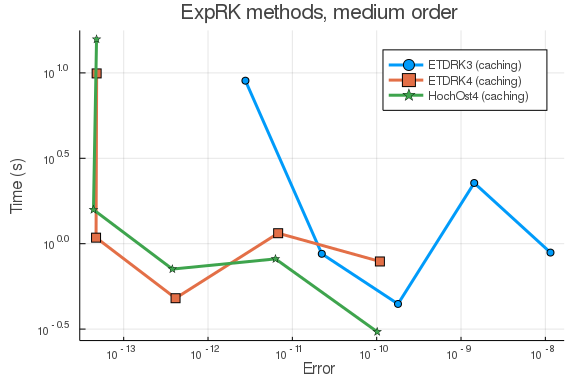 ExpRK methods, medium order
ETDRK3 (caching)
ETDRK4 (caching)
HochOst4 (caching)
Time (s)
10^1.0
10^0.5
10^0.0
10^-0.5
10^-13 10^-12 10^-11 10^-10 10^-9 10^-8
Error